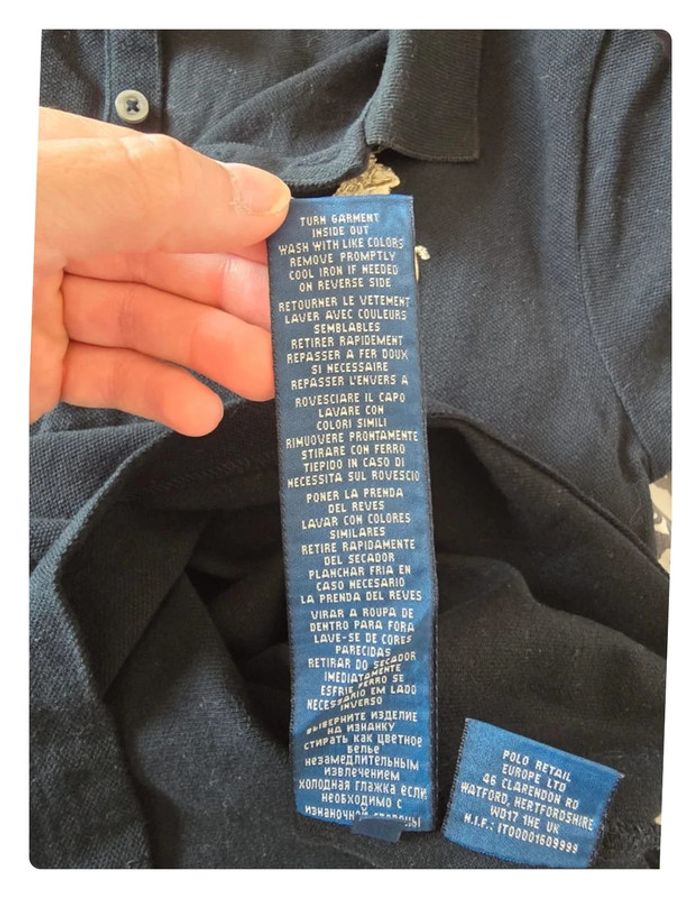 TURN GARMENT
INSIDE OUT
WASH WITH LIKE COLORS
REMOVE PROMPTLY
COOL IRON IF NEEDED
ON REVERSE SIDE
RETOURNER LE VETEMENT
LAVER AVEC COULEURS
SEMBLABLES
RETIRER RAPIDEMENT
REPASSER A FER DOUX
SI NECESSAIRE
REPASSER L'ENVERS A
ROVESCIARE IL CAPO
LAVARE CON
COLORI SIMILI
RIMUOVERE PRONTAMENTE
STIRARE CON FERRO
TIEPIDO IN CASO DI
NECESSITA SUL ROVESCIO
PONER LA PRENDA
DEL REVES
LAVAR CON COLORES
SIMILARES
RETIRE RAPIDAMENTE
DEL SECADOR
PLANCHAR FRIA EN
CASO NECESARIO
LA PRENDA DEL REVES
VIRAR A ROUPA DE
DENTRO PARA FORA
LAVE-SE DE CORES
PARECIDAS
RETIRAR DO SECADOR
IMEDIATAMENTE
ESFRIE FERRO SE
NECESSARIO EM LADO
INVERSO
ВЫВЕРНИТЕ ИЗДЕЛИЕ
НА ИЗНАНКУ
СТИРАТЬ КАК ЦВЕТНОЕ
БЕЛЬЕ
НЕЗАМЕДЛИТЕЛЬНЫМ
ИЗВЛЕЧЕНИЕМ
ХОЛОДНАЯ ГЛАЖКА ЕСЛИ
НЕОБХОДИМО С
POLO RETAIL
EUROPE LTD
46 CLARENDON RD
WATFORD, HERTFORDSHIRE
WD17 1HE UK
N.I.F.: IT00001609999